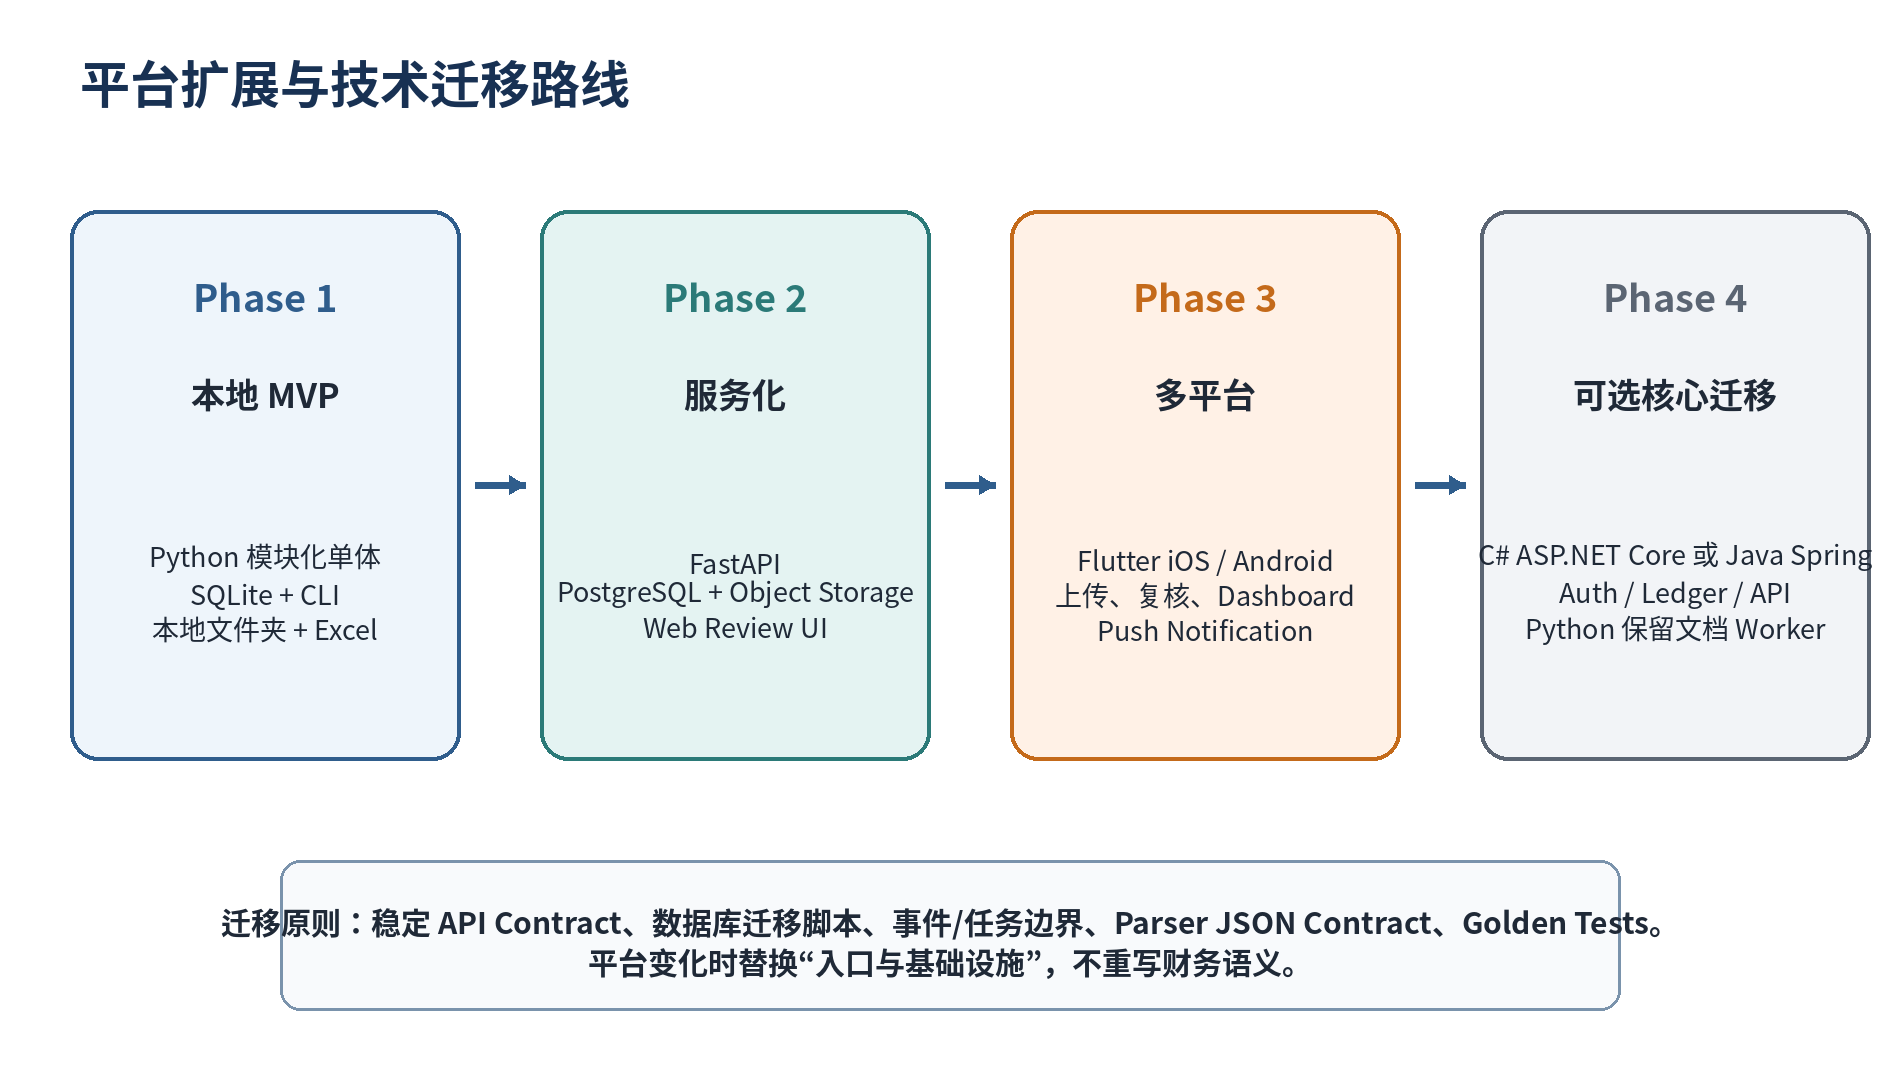 平台扩展与技术迁移路线
Phase 1
本地 MVP
Python 模块化单体
SQLite + CLI
本地文件夹 + Excel
Phase 2
服务化
FastAPI
PostgreSQL + Object Storage
Web Review UI
Phase 3
多平台
Flutter iOS / Android
上传、复核、Dashboard
Push Notification
Phase 4
可选核心迁移
C# ASP.NET Core 或 Java Spring
Auth / Ledger / API
Python 保留文档 Worker
迁移原则：稳定 API Contract、数据库迁移脚本、事件/任务边界、Parser JSON Contract、Golden Tests。
平台变化时替换“入口与基础设施”，不重写财务语义。